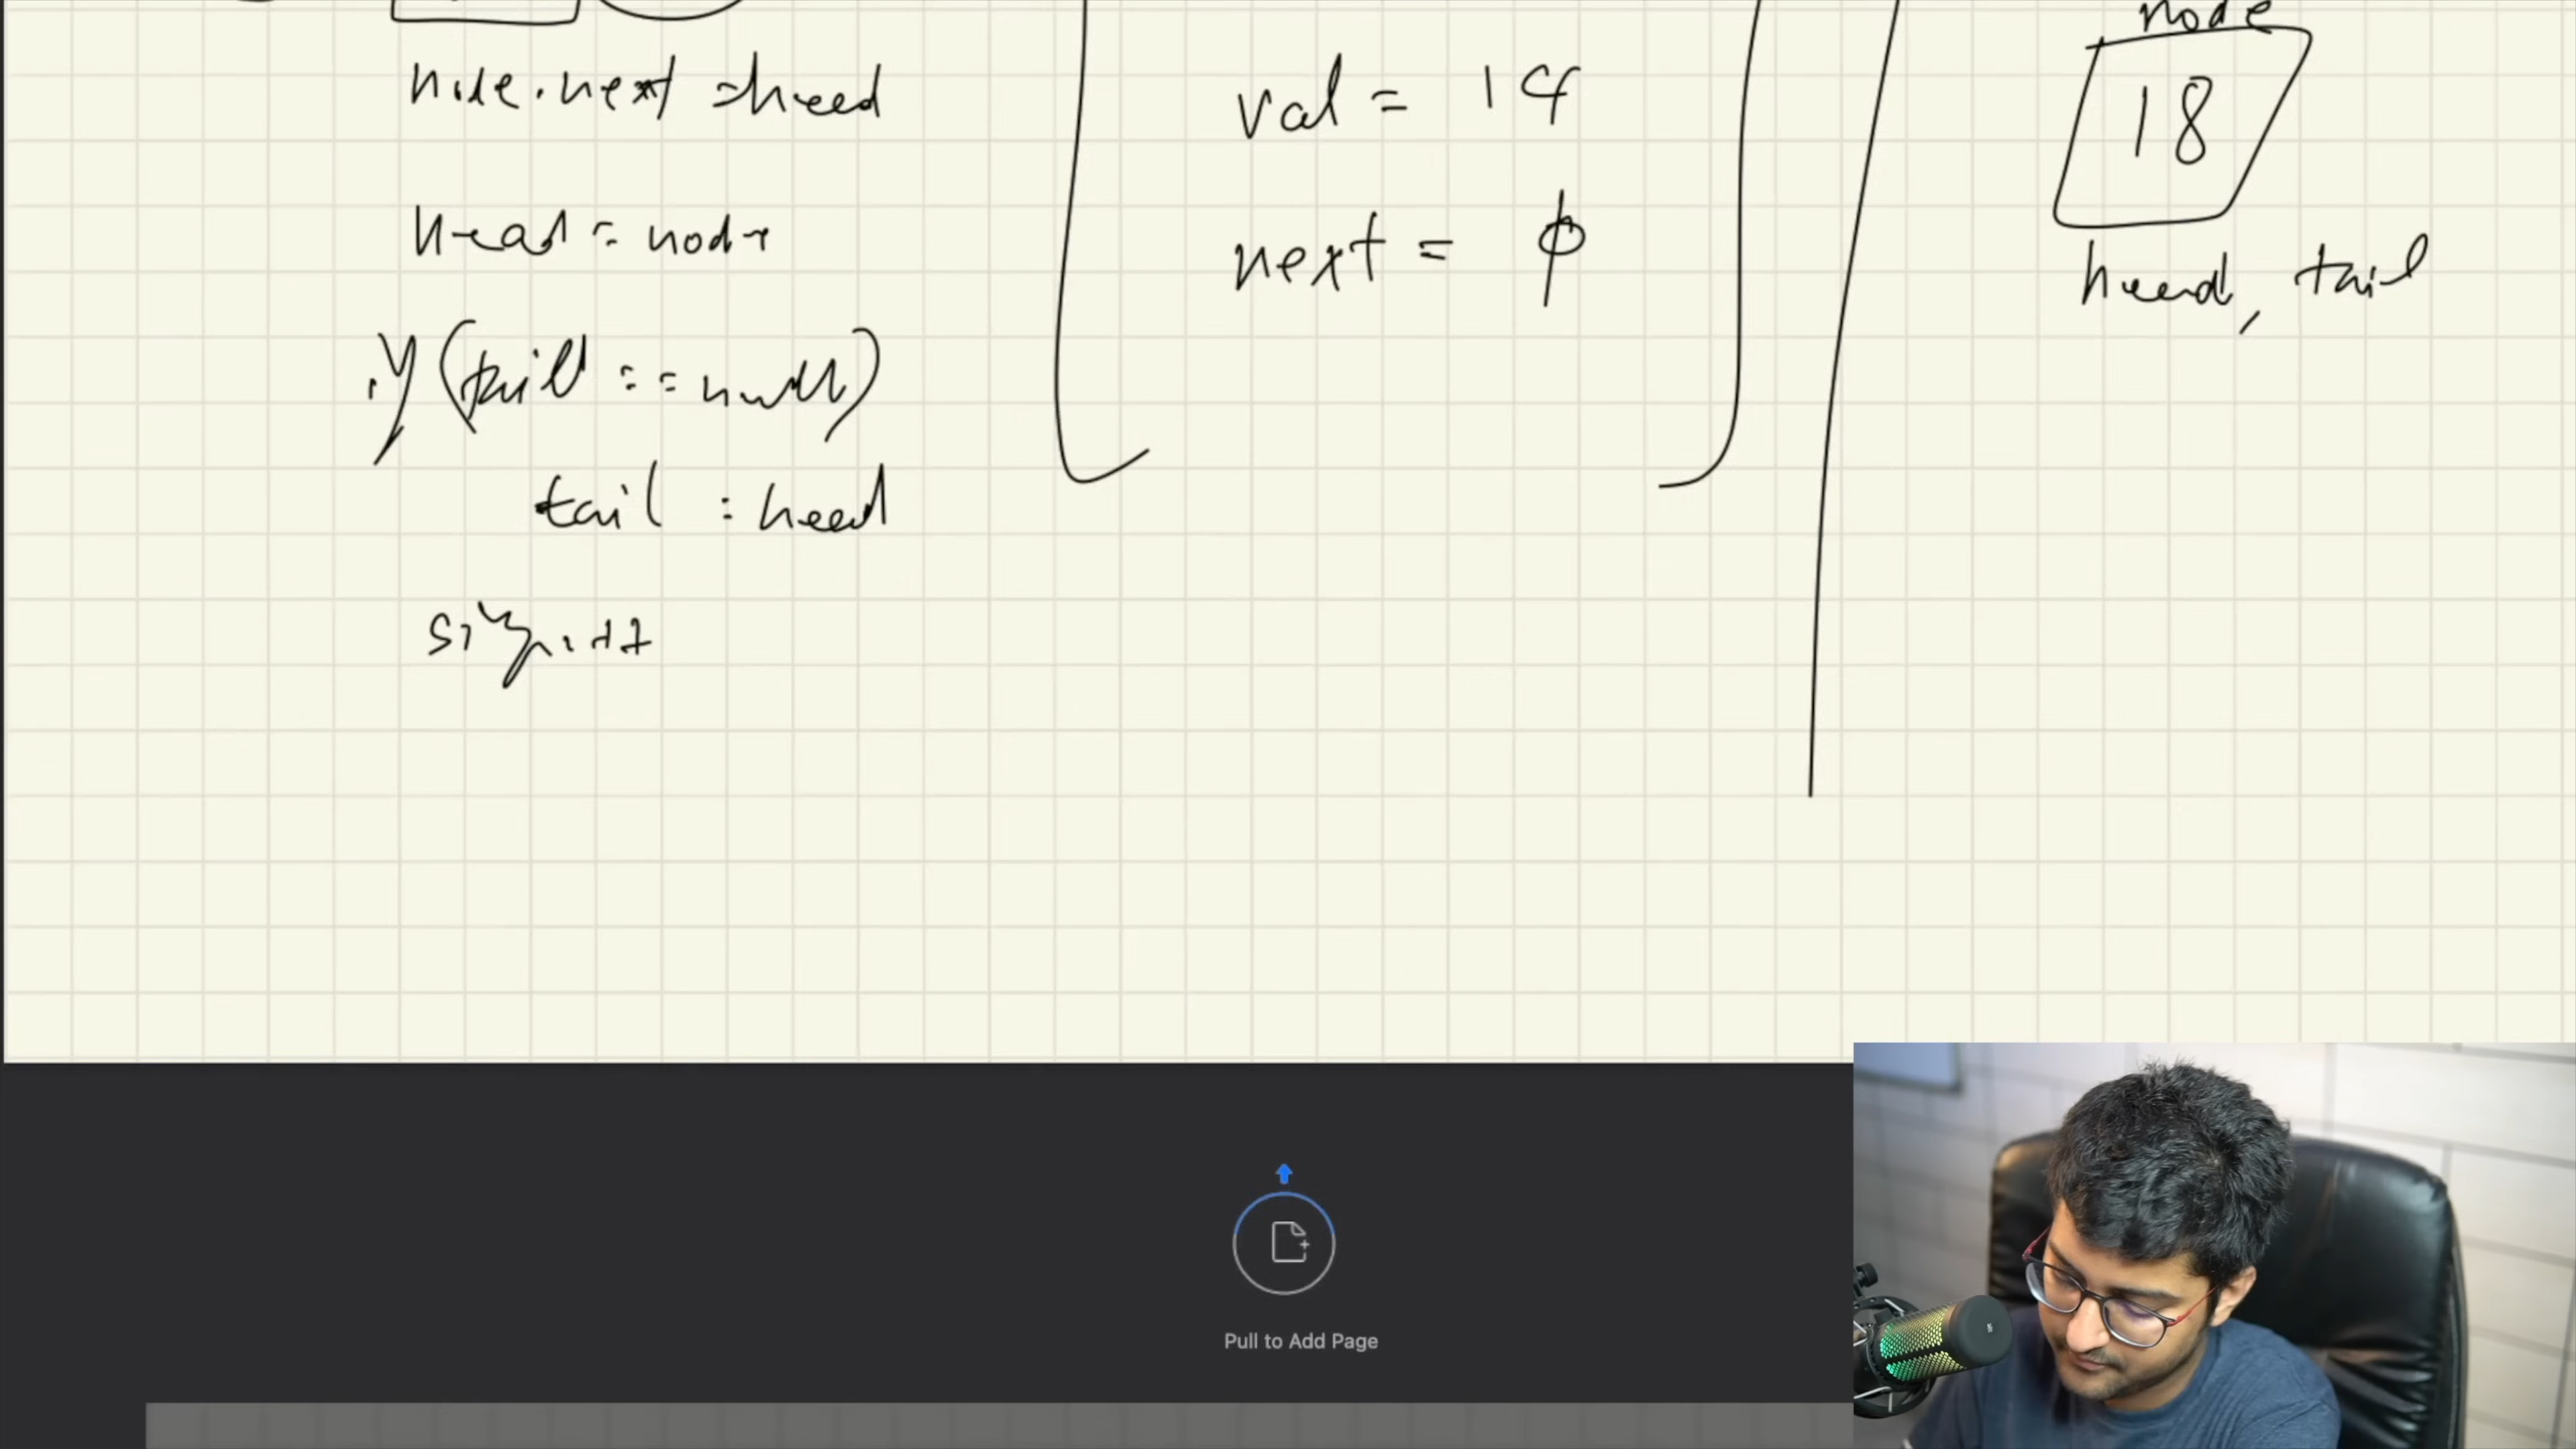 node.next = head
head = node
if (tail == null)
tail = head
size++
val = 14
next = ϕ
node
18
head, tail
Pull to Add Page